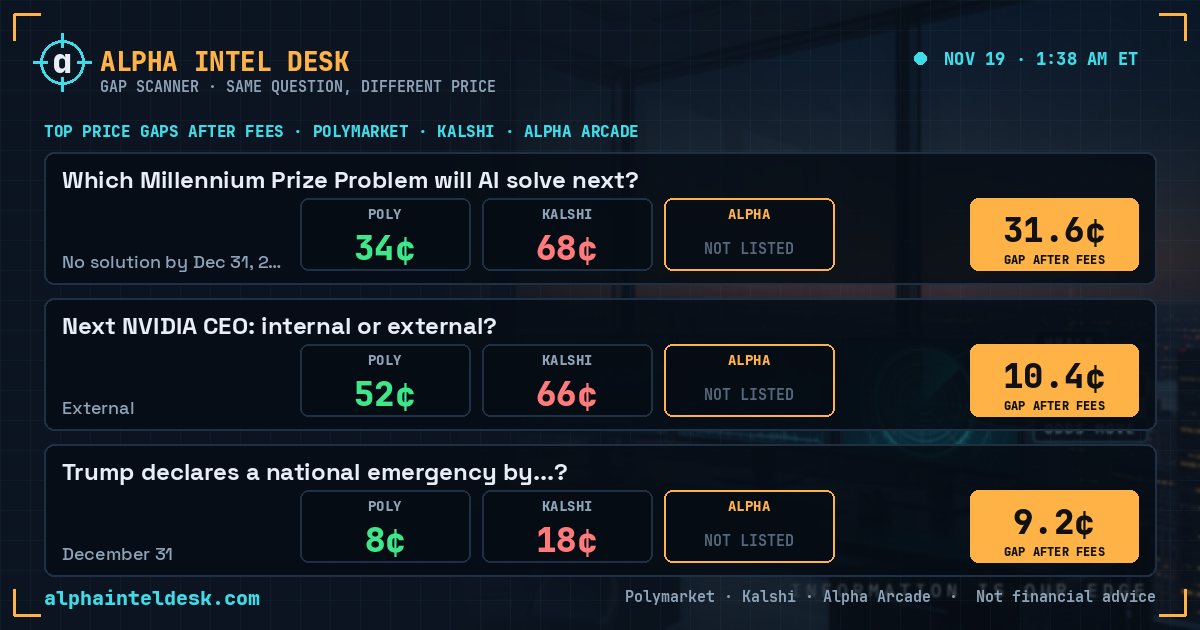 α
ALPHA INTEL DESK
GAP SCANNER · SAME QUESTION, DIFFERENT PRICE
NOV 19 · 1:38 AM ET
TOP PRICE GAPS AFTER FEES · POLYMARKET · KALSHI · ALPHA ARCADE
Which Millennium Prize Problem will AI solve next?
No solution by Dec 31, 2…
POLY
34¢
KALSHI
68¢
ALPHA
NOT LISTED
31.6¢
GAP AFTER FEES
Next NVIDIA CEO: internal or external?
External
POLY
52¢
KALSHI
66¢
ALPHA
NOT LISTED
10.4¢
GAP AFTER FEES
Trump declares a national emergency by...?
December 31
POLY
8¢
KALSHI
18¢
ALPHA
NOT LISTED
9.2¢
GAP AFTER FEES
INFORMATION IS OUR EDGE
alphainteldesk.com
Polymarket · Kalshi · Alpha Arcade · Not financial advice